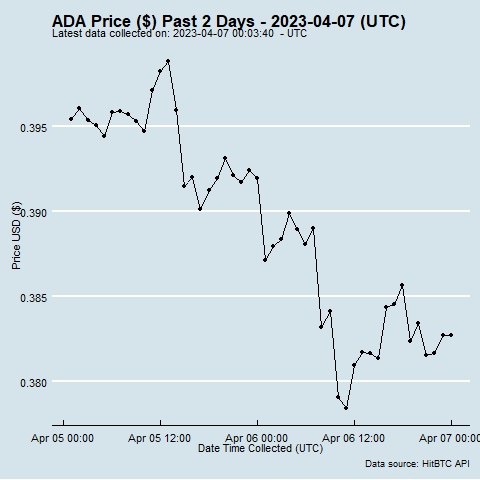 ADA Price ($) Past 2 Days - 2023-04-07 (UTC)
Latest data collected on: 2023-04-07 00:03:40 - UTC
0.395
0.390
0.385
0.380
Price USD ($)
Apr 05 00:00
Apr 05 12:00
Apr 06 00:00
Apr 06 12:00
Apr 07 00:00
Date Time Collected (UTC)
Data source: HitBTC API